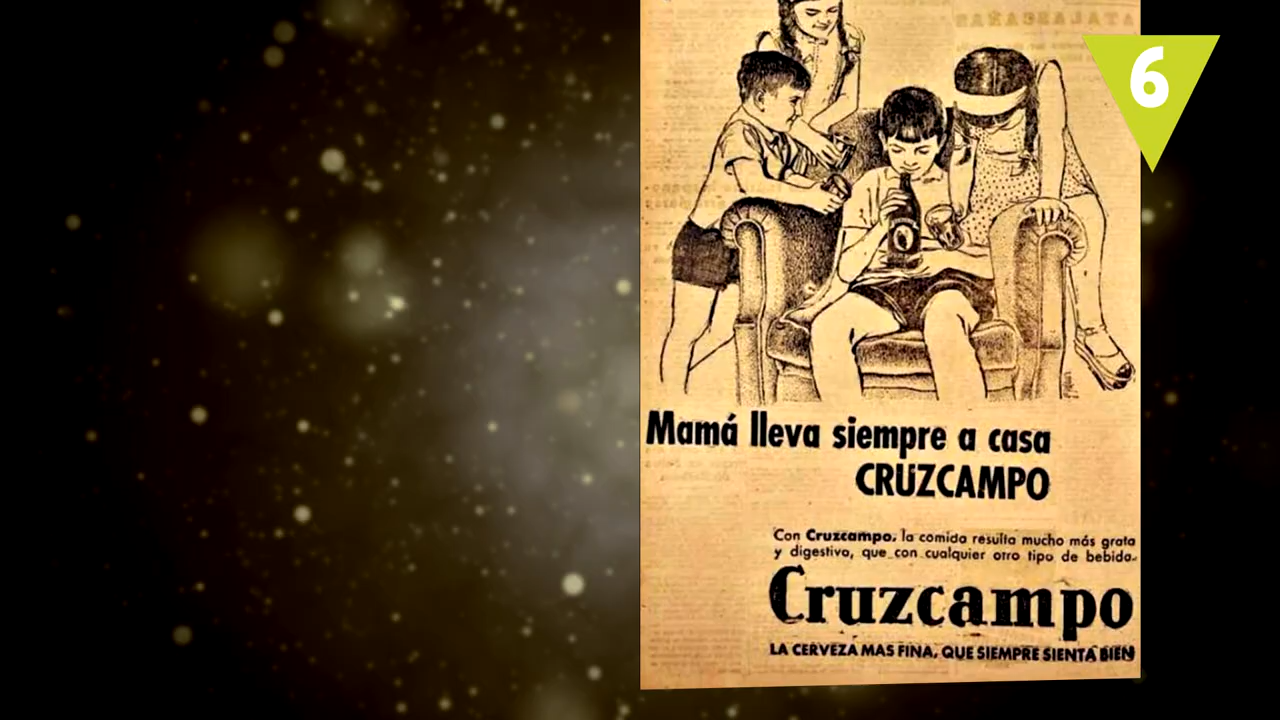 6
Mamá lleva siempre a casa
CRUZCAMPO
Con Cruzcampo, la comida resulta mucho más grata
y digestivo, que con cualquier otro tipo de bebida.
Cruzcampo
LA CERVEZA MAS FINA, QUE SIEMPRE SIENTA BIEN